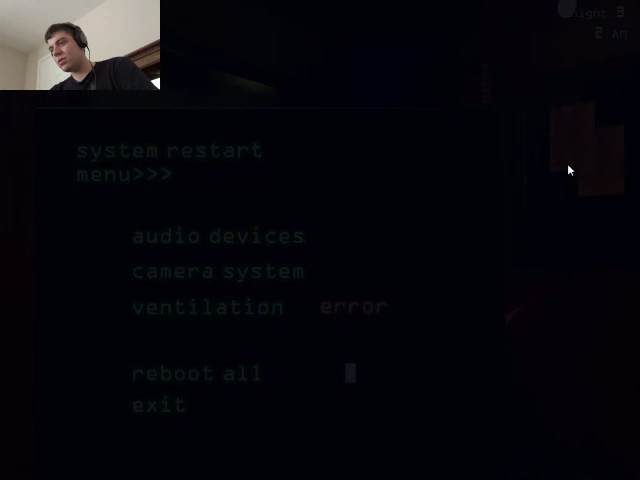 night 3
2 AM
system restart
menu>>>
audio devices
camera system
ventilation error
reboot all
exit